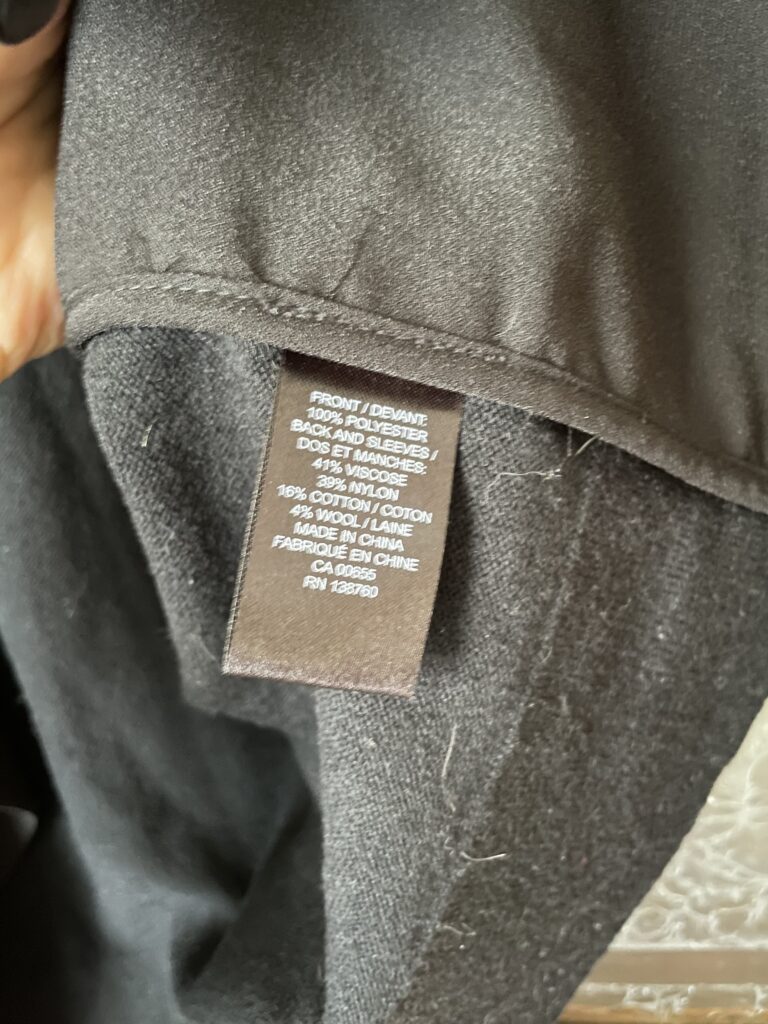 FRONT / DEVANT:
100% POLYESTER
BACK AND SLEEVES /
DOS ET MANCHES:
41% VISCOSE
39% NYLON
16% COTTON / COTON
4% WOOL / LAINE
MADE IN CHINA
FABRIQUÉ EN CHINE
CA 00655
RN 138760